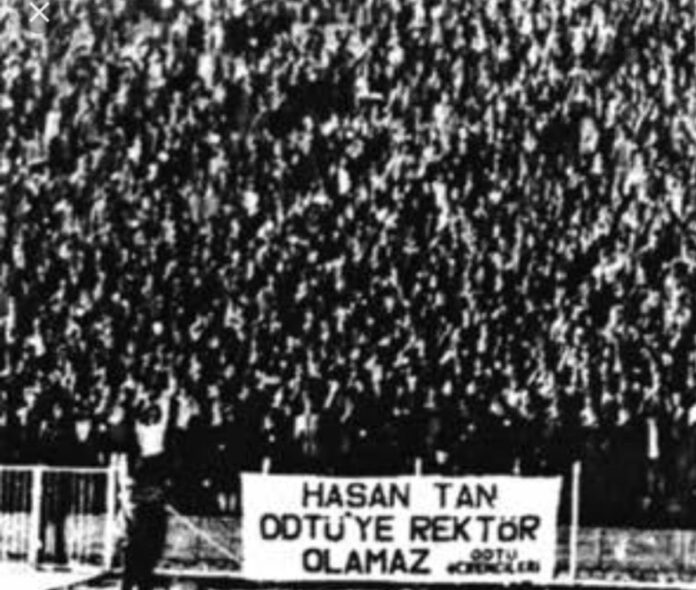 HASAN TAN
ODTÜ'YE REKTÖR
OLAMAZ ODTÜ
ÖĞRENCİLERİ